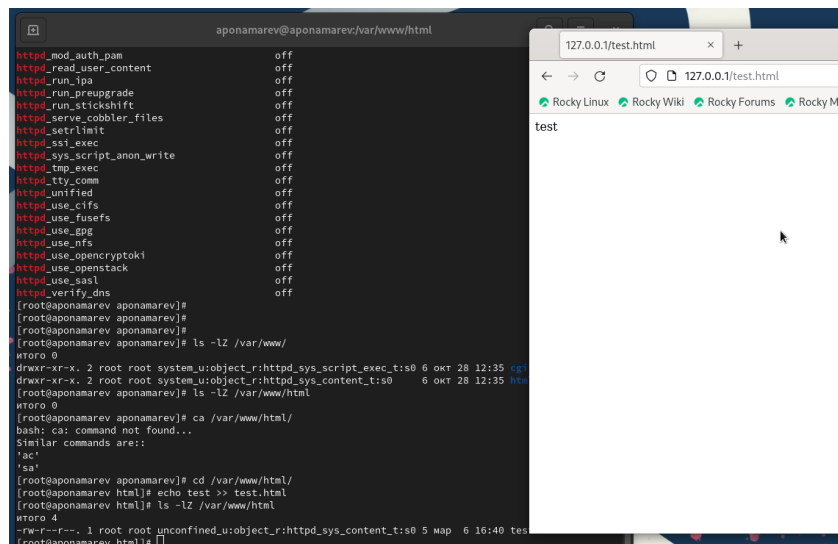 aponamarev@aponamarev:/var/www/html
httpd_mod_auth_pam off
httpd_read_user_content off
httpd_run_ipa off
httpd_run_preupgrade off
httpd_run_stickshift off
httpd_serve_cobbler_files off
httpd_setrlimit off
httpd_ssi_exec off
httpd_sys_script_anon_write off
httpd_tmp_exec off
httpd_tty_comm off
httpd_unified off
httpd_use_cifs off
httpd_use_fusefs off
httpd_use_gpg off
httpd_use_nfs off
httpd_use_opencryptoki off
httpd_use_openstack off
httpd_use_sasl off
httpd_verify_dns off
[root@aponamarev aponamarev]#
[root@aponamarev aponamarev]#
[root@aponamarev aponamarev]#
[root@aponamarev aponamarev]# ls -lZ /var/www/
итого 0
drwxr-xr-x. 2 root root system_u:object_r:httpd_sys_script_exec_t:s0 6 окт 28 12:35 cgi
drwxr-xr-x. 2 root root system_u:object_r:httpd_sys_content_t:s0 6 окт 28 12:35 htm
[root@aponamarev aponamarev]# ls -lZ /var/www/html
итого 0
[root@aponamarev aponamarev]# ca /var/www/html/
bash: ca: command not found...
Similar commands are::
'ac'
'sa'
[root@aponamarev aponamarev]# cd /var/www/html/
[root@aponamarev html]# echo test >> test.html
[root@aponamarev html]# ls -lZ /var/www/html
итого 4
-rw-r--r--. 1 root root unconfined_u:object_r:httpd_sys_content_t:s0 5 мар 6 16:40 tes
[root@aponamarev html]#
127.0.0.1/test.html
127.0.0.1/test.html
Rocky Linux Rocky Wiki Rocky Forums Rocky M
test